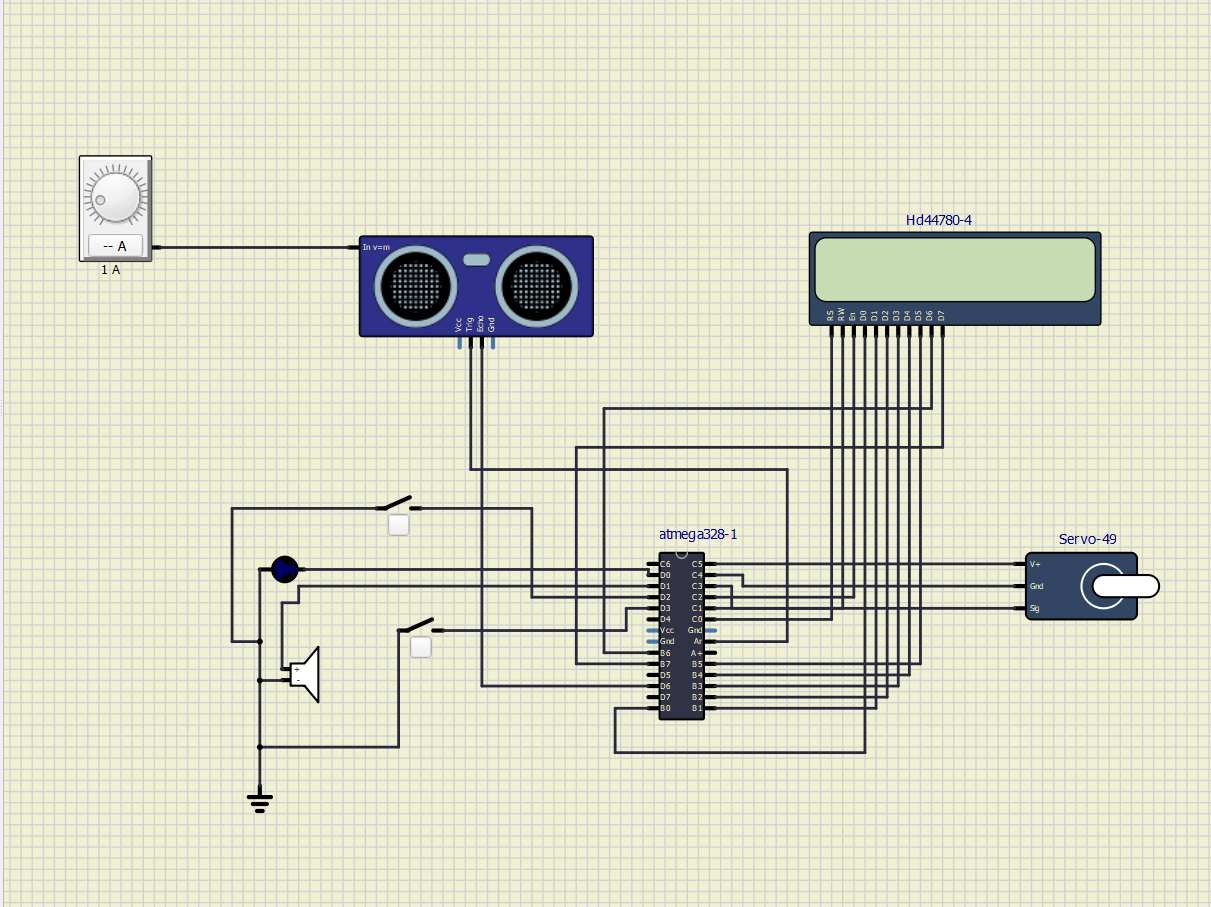 -- A
1 A
In v=m
Vcc
Trig
Echo
Gnd
Hd44780-4
RS
RW
En
D0
D1
D2
D3
D4
D5
D6
D7
atmega328-1
C6
D0
D1
D2
D3
D4
Vcc
Gnd
B6
B7
D5
D6
D7
B0
C5
C4
C3
C2
C1
C0
Gnd
A+
B5
B4
B3
B2
B1
Servo-49
V+
Gnd
Sig
+
-